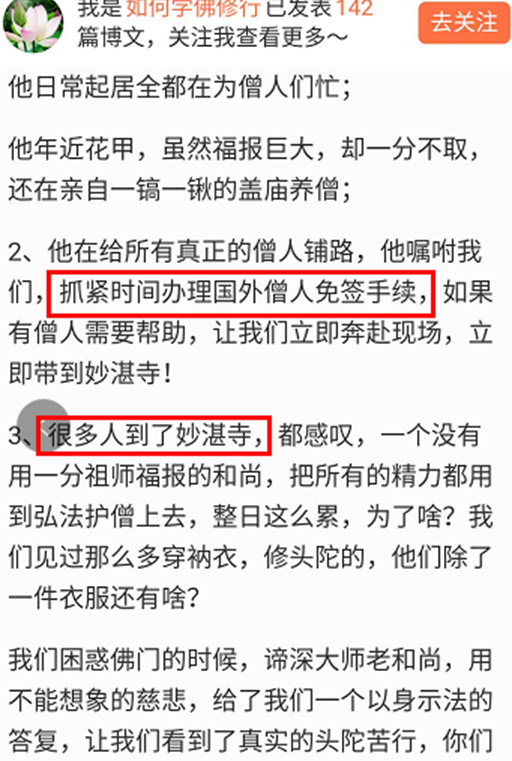 我是如何学佛修行已发表142
篇博文，关注我查看更多～
去关注
他日常起居全都在为僧人们忙；
他年近花甲，虽然福报巨大，却一分不取，
还在亲自一镐一锹的盖庙养僧；
2、他在给所有真正的僧人铺路，他嘱咐我
们，抓紧时间办理国外僧人免签手续，如果
有僧人需要帮助，让我们立即奔赴现场，立
即带到妙湛寺！
3、很多人到了妙湛寺，都感叹，一个没有
用一分祖师福报的和尚，把所有的精力都用
到弘法护僧上去，整日这么累，为了啥？我
们见过那么多穿衲衣，修头陀的，他们除了
一件衣服还有啥？
我们困惑佛门的时候，谛深大师老和尚，用
不能想象的慈悲，给了我们一个以身示法的
答复，让我们看到了真实的头陀苦行，你们